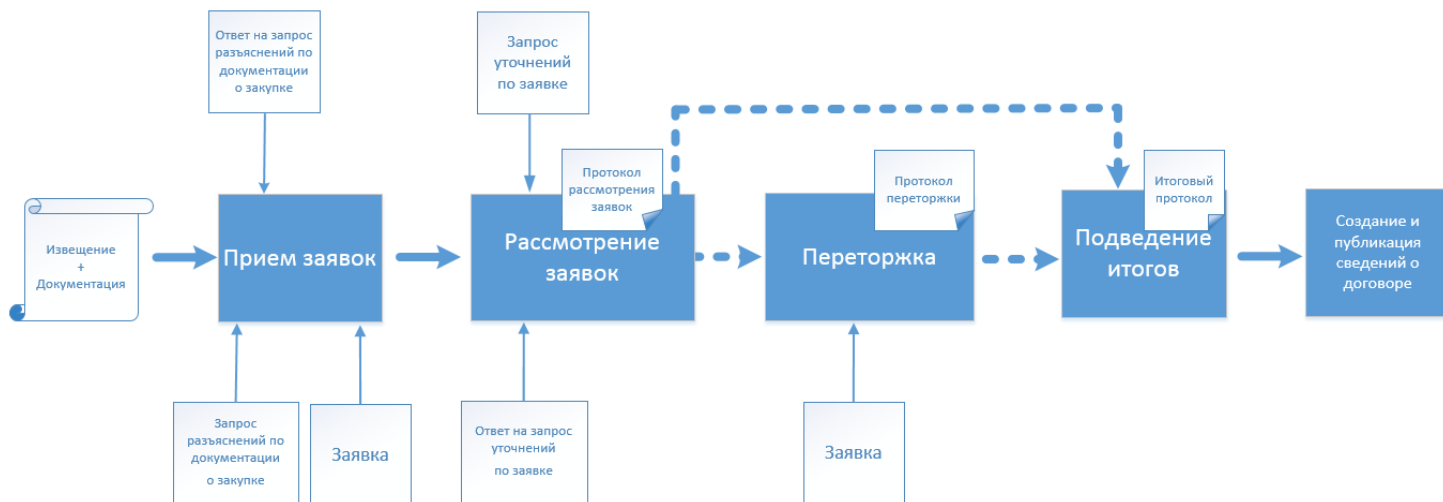 Ответ на запрос
разъяснений по
документации
о закупке
Запрос
уточнений
по заявке
Извещение
+
Документация
Прием заявок
Протокол
рассмотрения
заявок
Рассмотрение
заявок
Протокол
переторжки
Переторжка
Итоговый
протокол
Подведение
итогов
Создание и
публикация
сведений о
договоре
Запрос
разъяснений по
документации
о закупке
Заявка
Ответ на запрос
уточнений
по заявке
Заявка